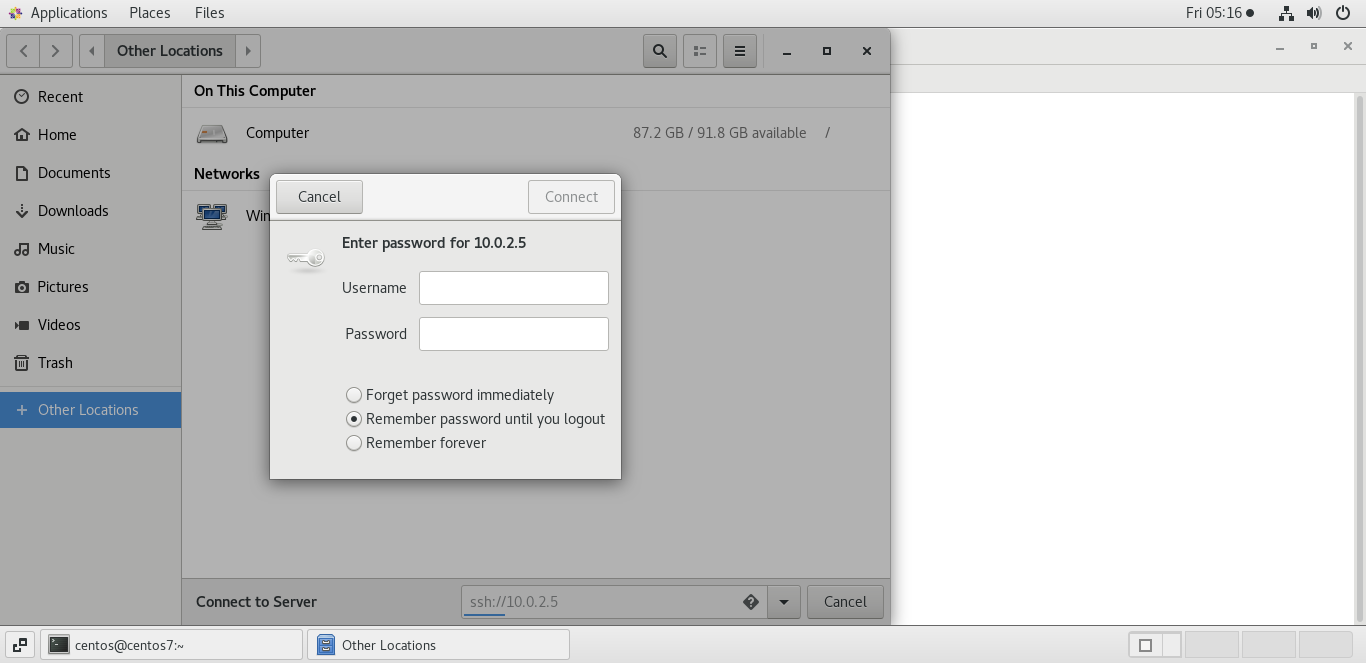 Applications Places Files Fri 05:16
Other Locations
Recent
Home
Documents
Downloads
Music
Pictures
Videos
Trash
Other Locations
On This Computer
Computer 87.2 GB / 91.8 GB available /
Networks
Win
Cancel Connect
Enter password for 10.0.2.5
Username
Password
Forget password immediately
Remember password until you logout
Remember forever
Connect to Server ssh://10.0.2.5 Cancel
centos@centos7:~ Other Locations